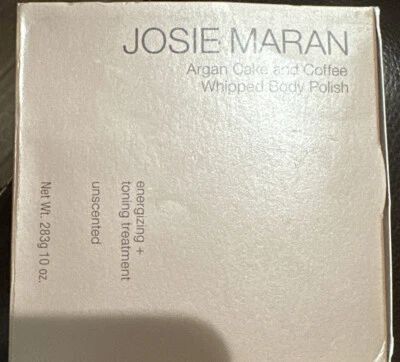 JOSIE MARAN
Argan Cake and Coffee
Whipped Body Polish
energizing +
toning treatment
unscented
Net Wt. 283g 10 oz.